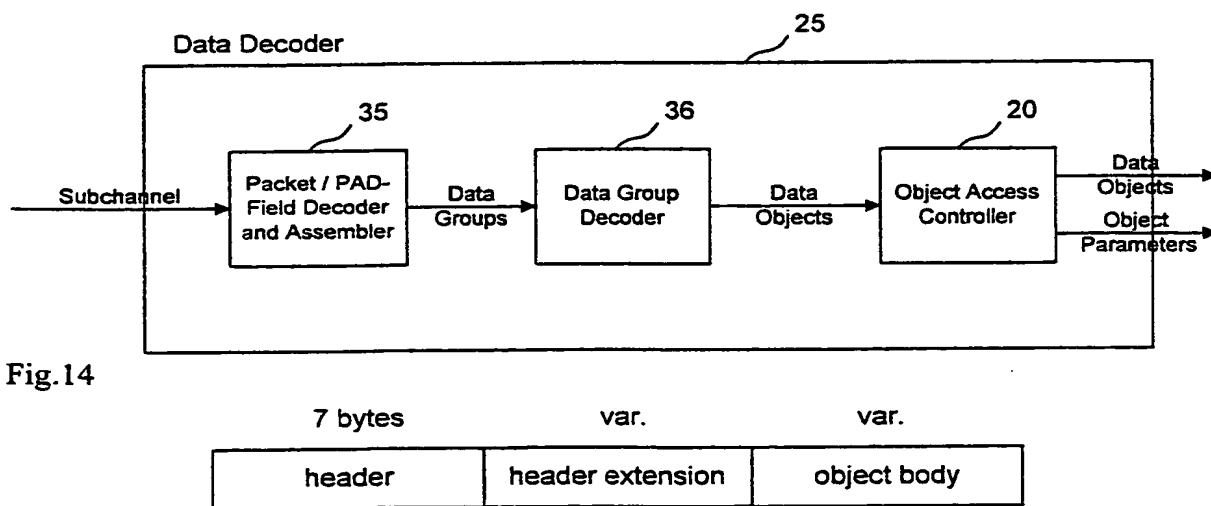 Data Decoder
25
35
36
20
Subchannel
Packet / PAD-
Field Decoder
and Assembler
Data
Groups
Data Group
Decoder
Data
Objects
Object Access
Controller
Data
Objects
Object
Parameters
Fig.14
7 bytes
var.
var.
header
header extension
object body